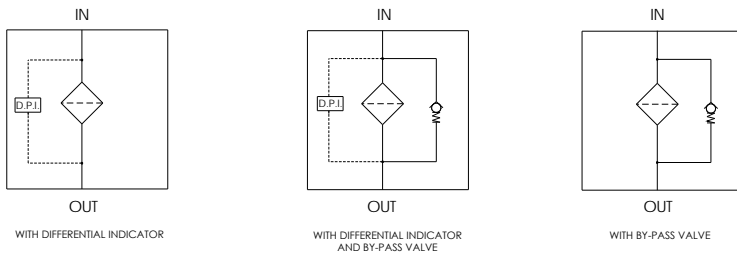 IN
D.P.I.
OUT
WITH DIFFERENTIAL INDICATOR
IN
D.P.I.
OUT
WITH DIFFERENTIAL INDICATOR
AND BY-PASS VALVE
IN
OUT
WITH BY-PASS VALVE